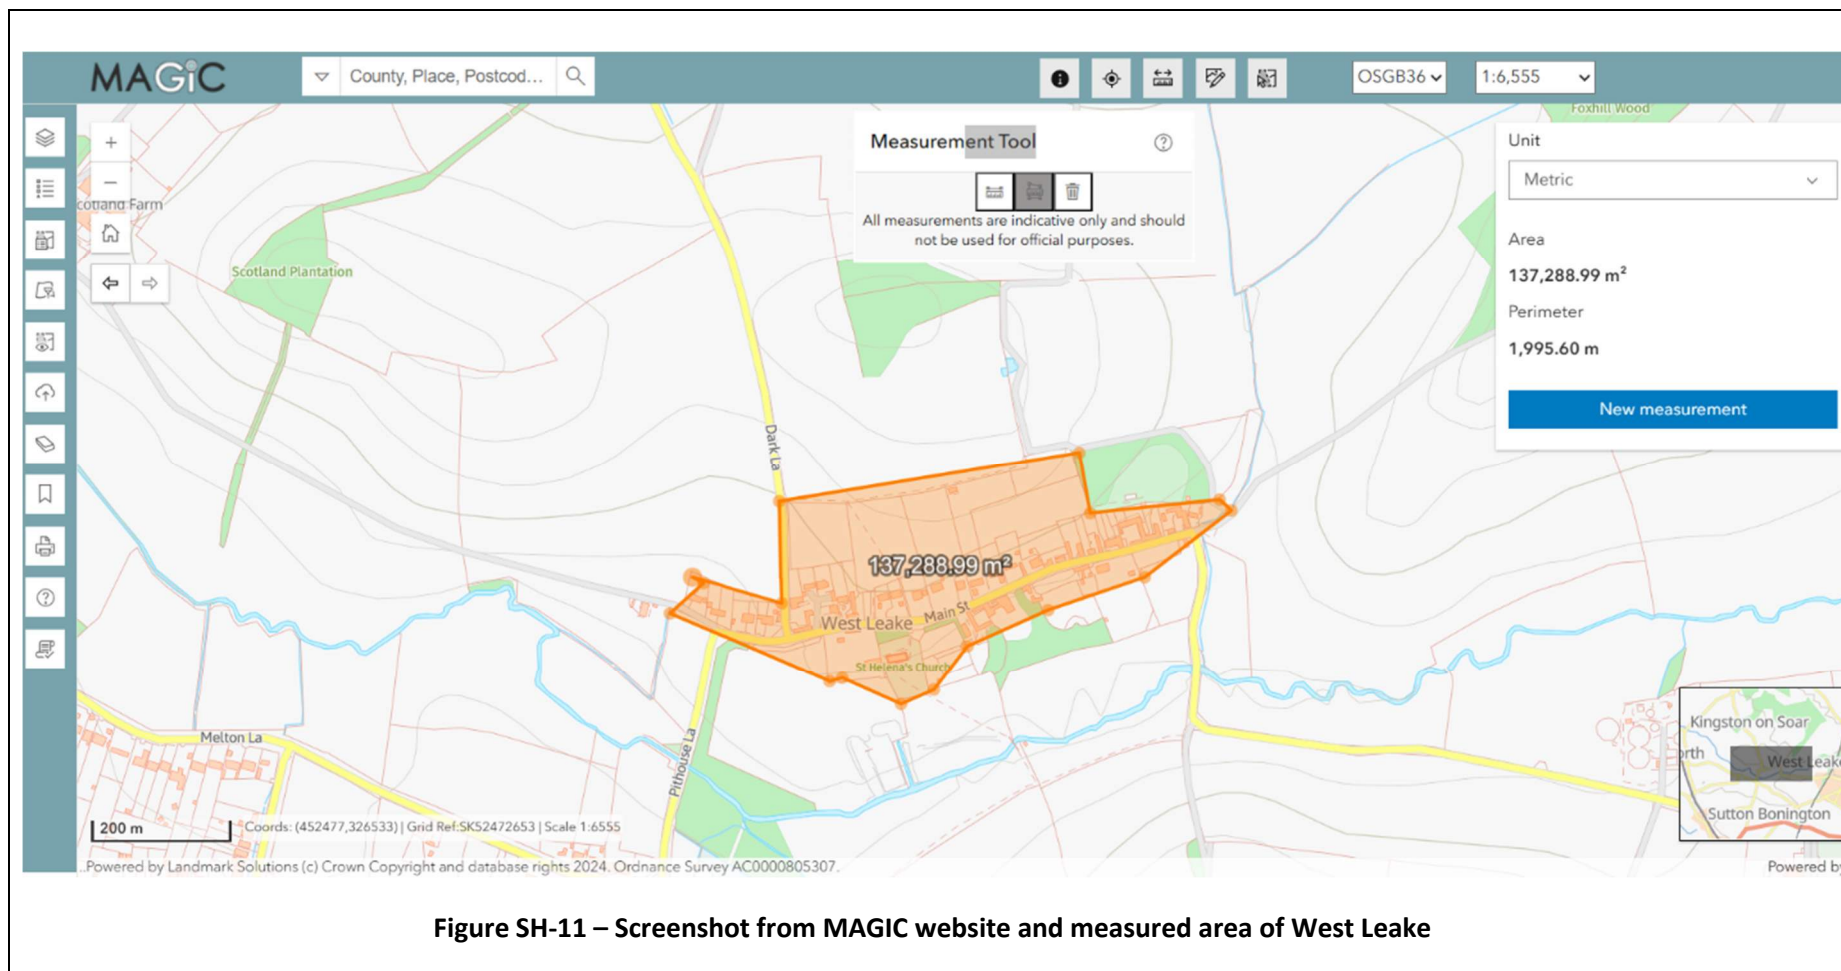 MAGiC
County, Place, Postcod...
OSGB36
1:6,555
Foxhill Wood
Measurement Tool
All measurements are indicative only and should
not be used for official purposes.
Unit
Metric
Area
137,288.99 m²
Perimeter
1,995.60 m
New measurement
cotland Farm
Scotland Plantation
Dark La
137,288.99 m²
West Leake
Main St
St Helena's Church
Pithouse La
Melton La
Kingston on Soar
orth
West Leake
Sutton Bonington
200 m
Coords: (452477,326533) | Grid Ref:SK52472653 | Scale 1:6555
Powered by Landmark Solutions (c) Crown Copyright and database rights 2024. Ordnance Survey AC0000805307.
Powered by
Figure SH-11 – Screenshot from MAGIC website and measured area of West Leake